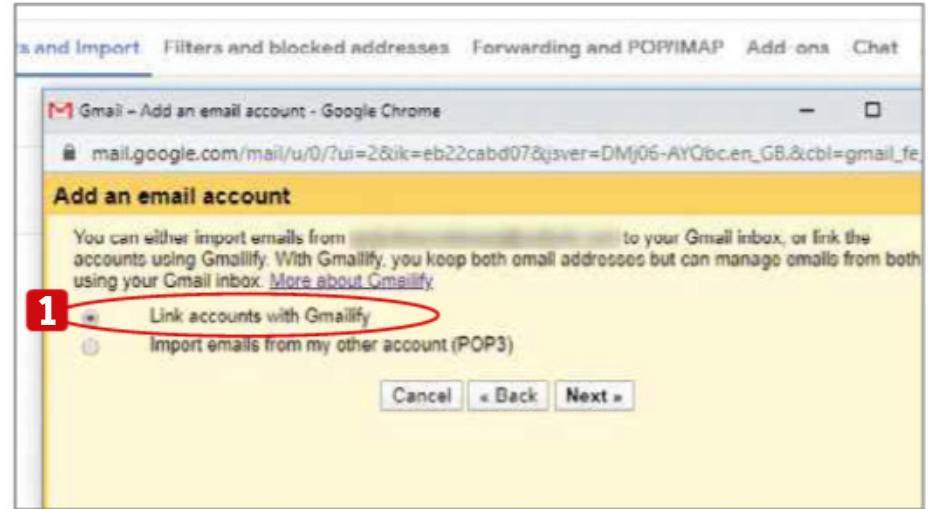 s and Import Filters and blocked addresses Forwarding and POP/IMAP Add-ons Chat
Gmail – Add an email account - Google Chrome
mail.google.com/mail/u/0/?ui=2&ik=eb22cabd07&jsver=DMj06-AYObc.en_GB.&cbl=gmail_fe_
Add an email account
You can either import emails from to your Gmail inbox, or link the
accounts using Gmailify. With Gmailify, you keep both email addresses but can manage emails from both
using your Gmail inbox. More about Gmailify
1 Link accounts with Gmailify
Import emails from my other account (POP3)
Cancel « Back Next »